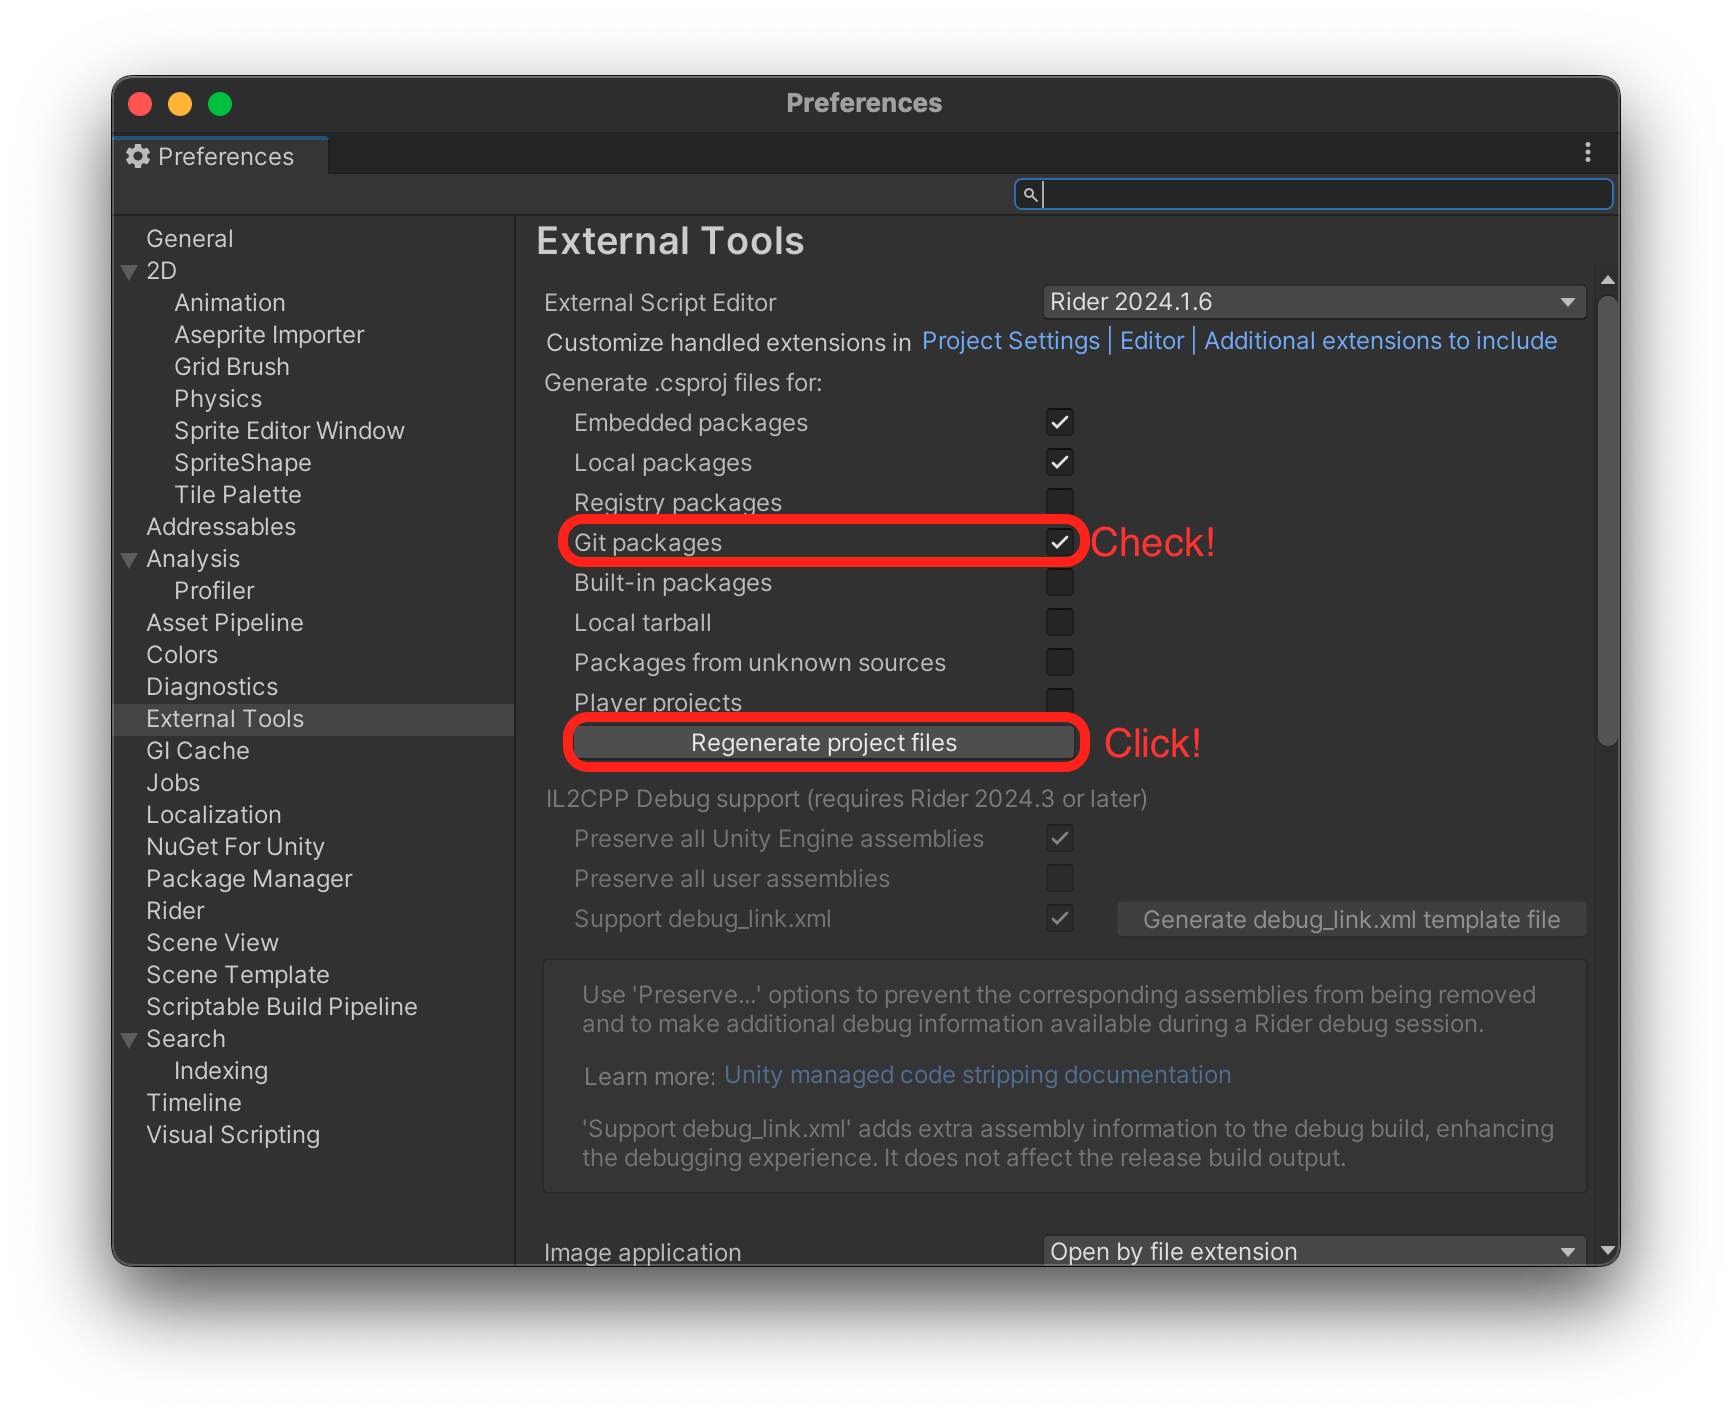 Preferences
Preferences
General
2D
Animation
Aseprite Importer
Grid Brush
Physics
Sprite Editor Window
SpriteShape
Tile Palette
Addressables
Analysis
Profiler
Asset Pipeline
Colors
Diagnostics
External Tools
GI Cache
Jobs
Localization
NuGet For Unity
Package Manager
Rider
Scene View
Scene Template
Scriptable Build Pipeline
Search
Indexing
Timeline
Visual Scripting
External Tools
External Script Editor Rider 2024.1.6
Customize handled extensions in Project Settings | Editor | Additional extensions to include
Generate .csproj files for:
Embedded packages
Local packages
Registry packages
Git packages Check!
Built-in packages
Local tarball
Packages from unknown sources
Player projects
Regenerate project files Click!
IL2CPP Debug support (requires Rider 2024.3 or later)
Preserve all Unity Engine assemblies
Preserve all user assemblies
Support debug_link.xml Generate debug_link.xml template file
Use 'Preserve...' options to prevent the corresponding assemblies from being removed
and to make additional debug information available during a Rider debug session.
Learn more: Unity managed code stripping documentation
'Support debug_link.xml' adds extra assembly information to the debug build, enhancing
the debugging experience. It does not affect the release build output.
Image application Open by file extension